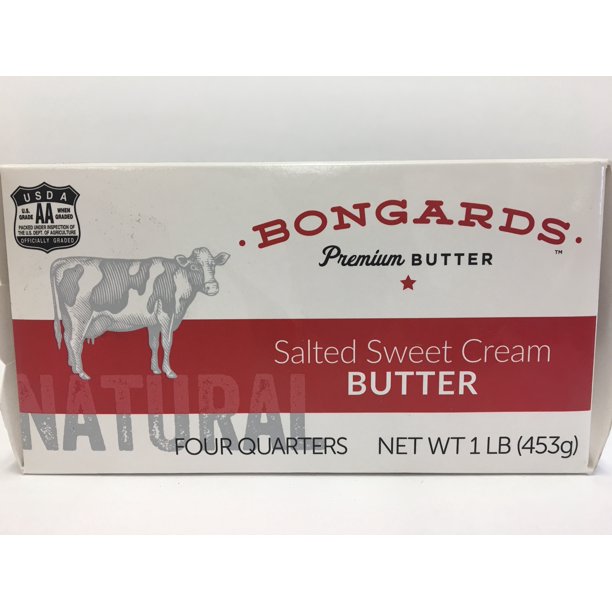 USDA
U.S. GRADE AA WHEN GRADED
PACKED UNDER INSPECTION OF
THE U.S. DEPT. OF AGRICULTURE
OFFICIALLY GRADED
·BONGARDS.™
Premium BUTTER
Salted Sweet Cream
BUTTER
NATURAL
FOUR QUARTERS NET WT 1 LB (453g)